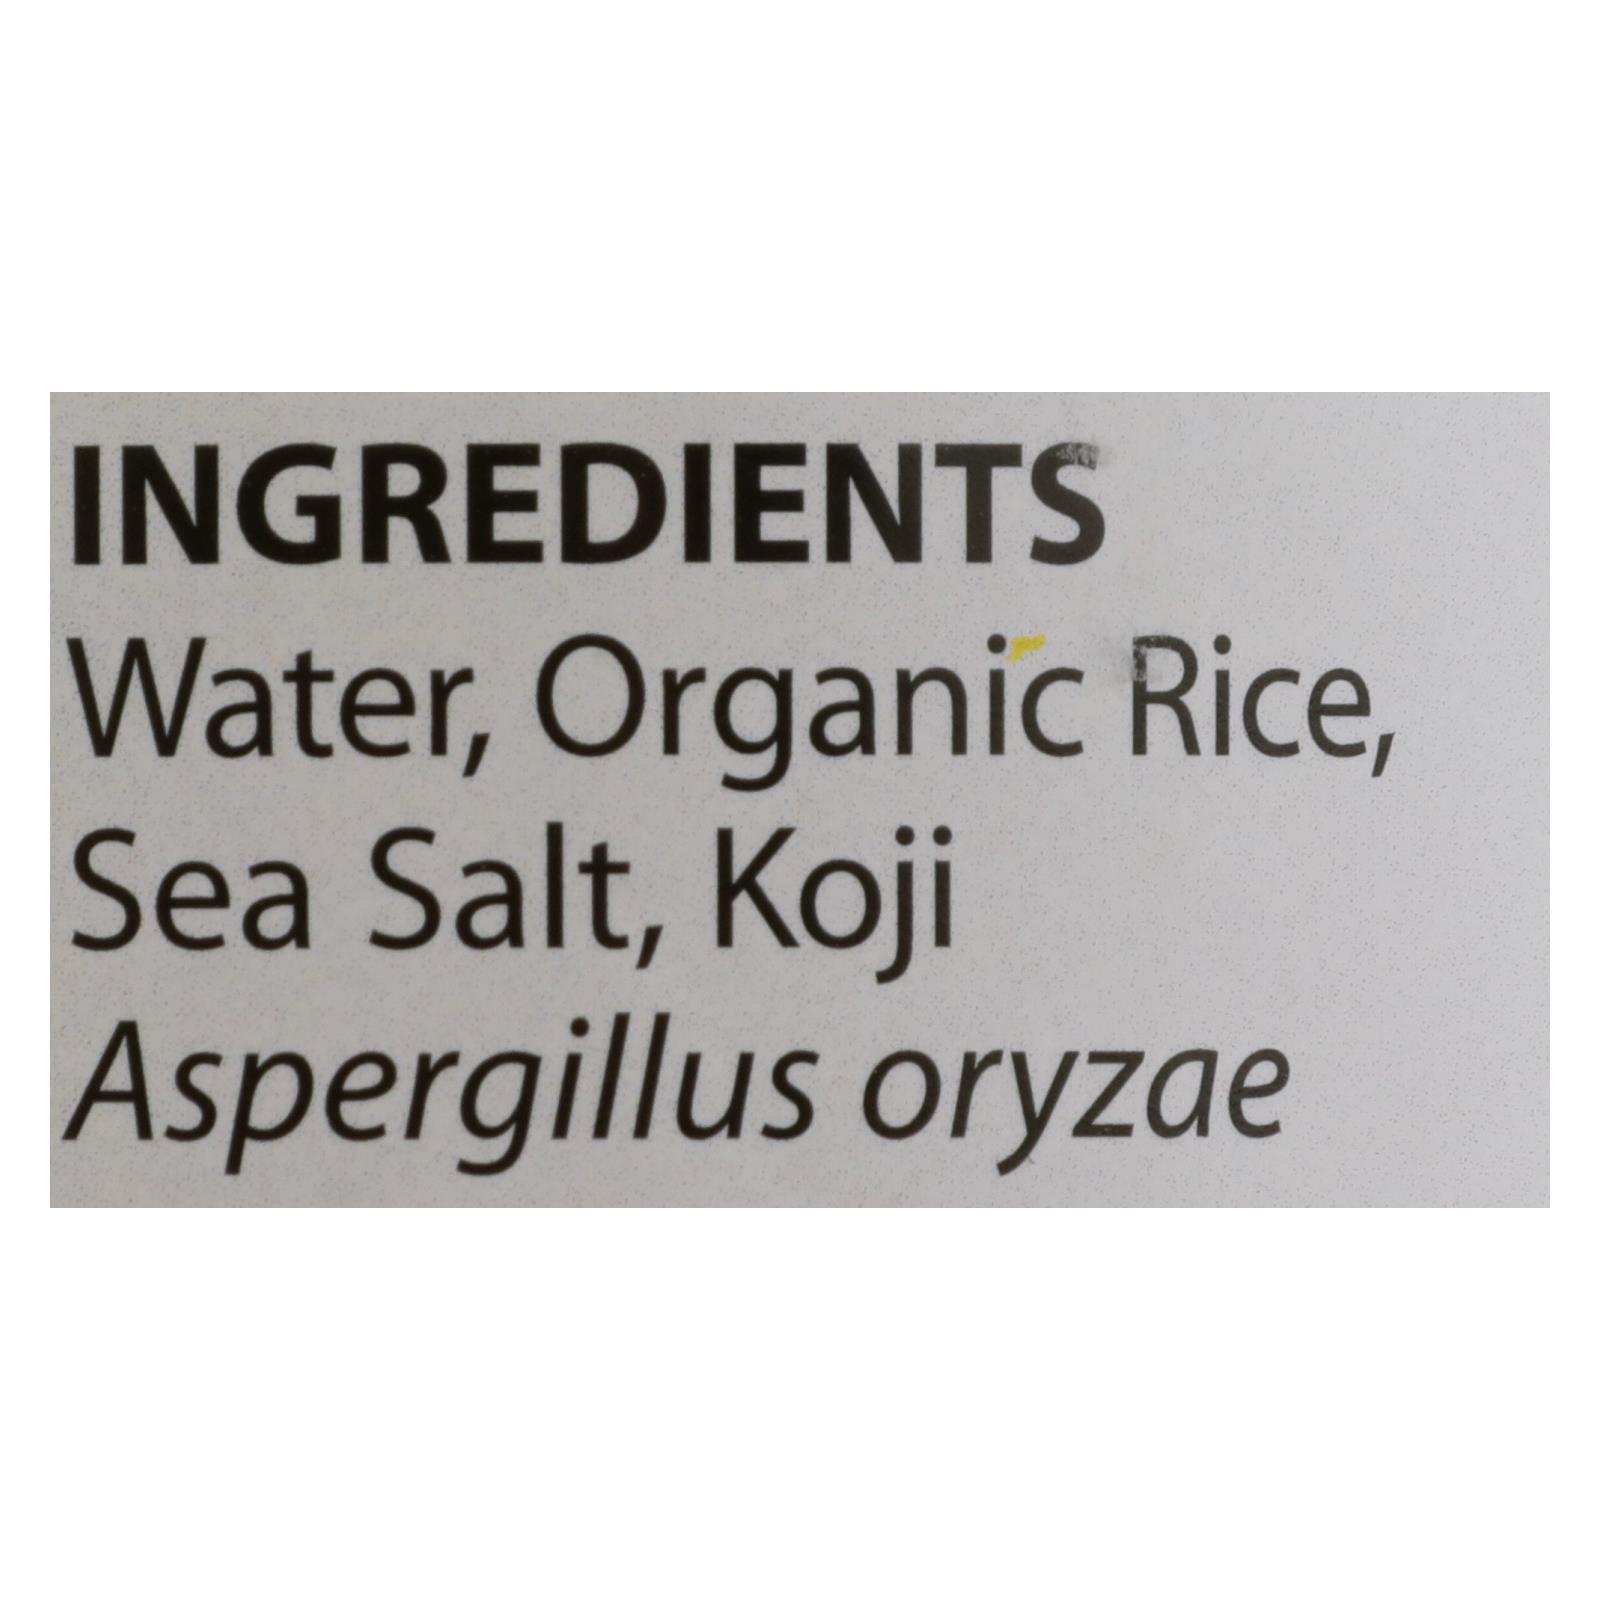 INGREDIENTS
Water, Organic Rice,
Sea Salt, Koji
Aspergillus oryzae